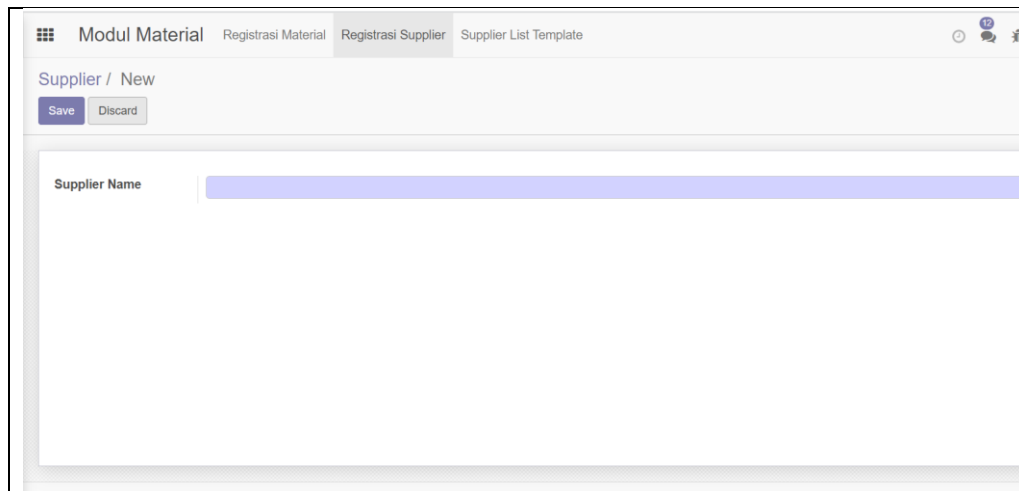 Modul Material Registrasi Material Registrasi Supplier Supplier List Template 12
Supplier / New
Save Discard
Supplier Name